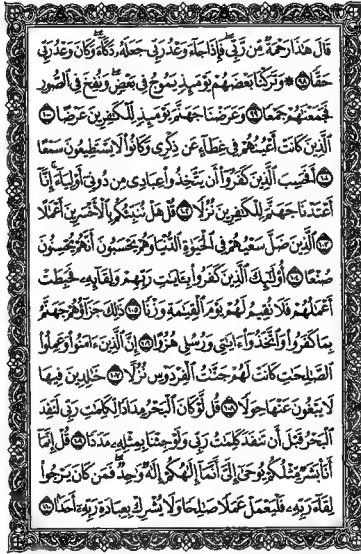 قَالَ هَٰذَا رَحْمَةٌ مِّن رَّبِّي فَإِذَا جَاءَ وَعْدُ رَبِّي جَعَلَهُ دَكَّاءَ وَكَانَ وَعْدُ رَبِّي
حَقًّا ٩٨ ۞ وَتَرَكْنَا بَعْضَهُمْ يَوْمَئِذٍ يَمُوجُ فِي بَعْضٍ وَنُفِخَ فِي الصُّورِ
فَجَمَعْنَاهُمْ جَمْعًا ٩٩ وَعَرَضْنَا جَهَنَّمَ يَوْمَئِذٍ لِّلْكَافِرِينَ عَرْضًا ١٠٠
الَّذِينَ كَانَتْ أَعْيُنُهُمْ فِي غِطَاءٍ عَن ذِكْرِي وَكَانُوا لَا يَسْتَطِيعُونَ سَمْعًا
١٠١ أَفَحَسِبَ الَّذِينَ كَفَرُوا أَن يَتَّخِذُوا عِبَادِي مِن دُونِي أَوْلِيَاءَ إِنَّا
أَعْتَدْنَا جَهَنَّمَ لِلْكَافِرِينَ نُزُلًا ١٠٢ قُلْ هَلْ نُنَبِّئُكُم بِالْأَخْسَرِينَ أَعْمَالًا
١٠٣ الَّذِينَ ضَلَّ سَعْيُهُمْ فِي الْحَيَاةِ الدُّنْيَا وَهُمْ يَحْسَبُونَ أَنَّهُمْ يُحْسِنُونَ
صُنْعًا ١٠٤ أُولَٰئِكَ الَّذِينَ كَفَرُوا بِآيَاتِ رَبِّهِمْ وَلِقَائِهِ فَحَبِطَتْ
أَعْمَالُهُمْ فَلَا نُقِيمُ لَهُمْ يَوْمَ الْقِيَامَةِ وَزْنًا ١٠٥ ذَٰلِكَ جَزَاؤُهُمْ جَهَنَّمُ
بِمَا كَفَرُوا وَاتَّخَذُوا آيَاتِي وَرُسُلِي هُزُوًا ١٠٦ إِنَّ الَّذِينَ آمَنُوا وَعَمِلُوا
الصَّالِحَاتِ كَانَتْ لَهُمْ جَنَّاتُ الْفِرْدَوْسِ نُزُلًا ١٠٧ خَالِدِينَ فِيهَا
لَا يَبْغُونَ عَنْهَا حِوَلًا ١٠٨ قُل لَّوْ كَانَ الْبَحْرُ مِدَادًا لِّكَلِمَاتِ رَبِّي لَنَفِدَ
الْبَحْرُ قَبْلَ أَن تَنفَدَ كَلِمَاتُ رَبِّي وَلَوْ جِئْنَا بِمِثْلِهِ مَدَدًا ١٠٩ قُلْ إِنَّمَا
أَنَا بَشَرٌ مِّثْلُكُمْ يُوحَىٰ إِلَيَّ أَنَّمَا إِلَٰهُكُمْ إِلَٰهٌ وَاحِدٌ فَمَن كَانَ يَرْجُوا
لِقَاءَ رَبِّهِ فَلْيَعْمَلْ عَمَلًا صَالِحًا وَلَا يُشْرِكْ بِعِبَادَةِ رَبِّهِ أَحَدًا ١١٠